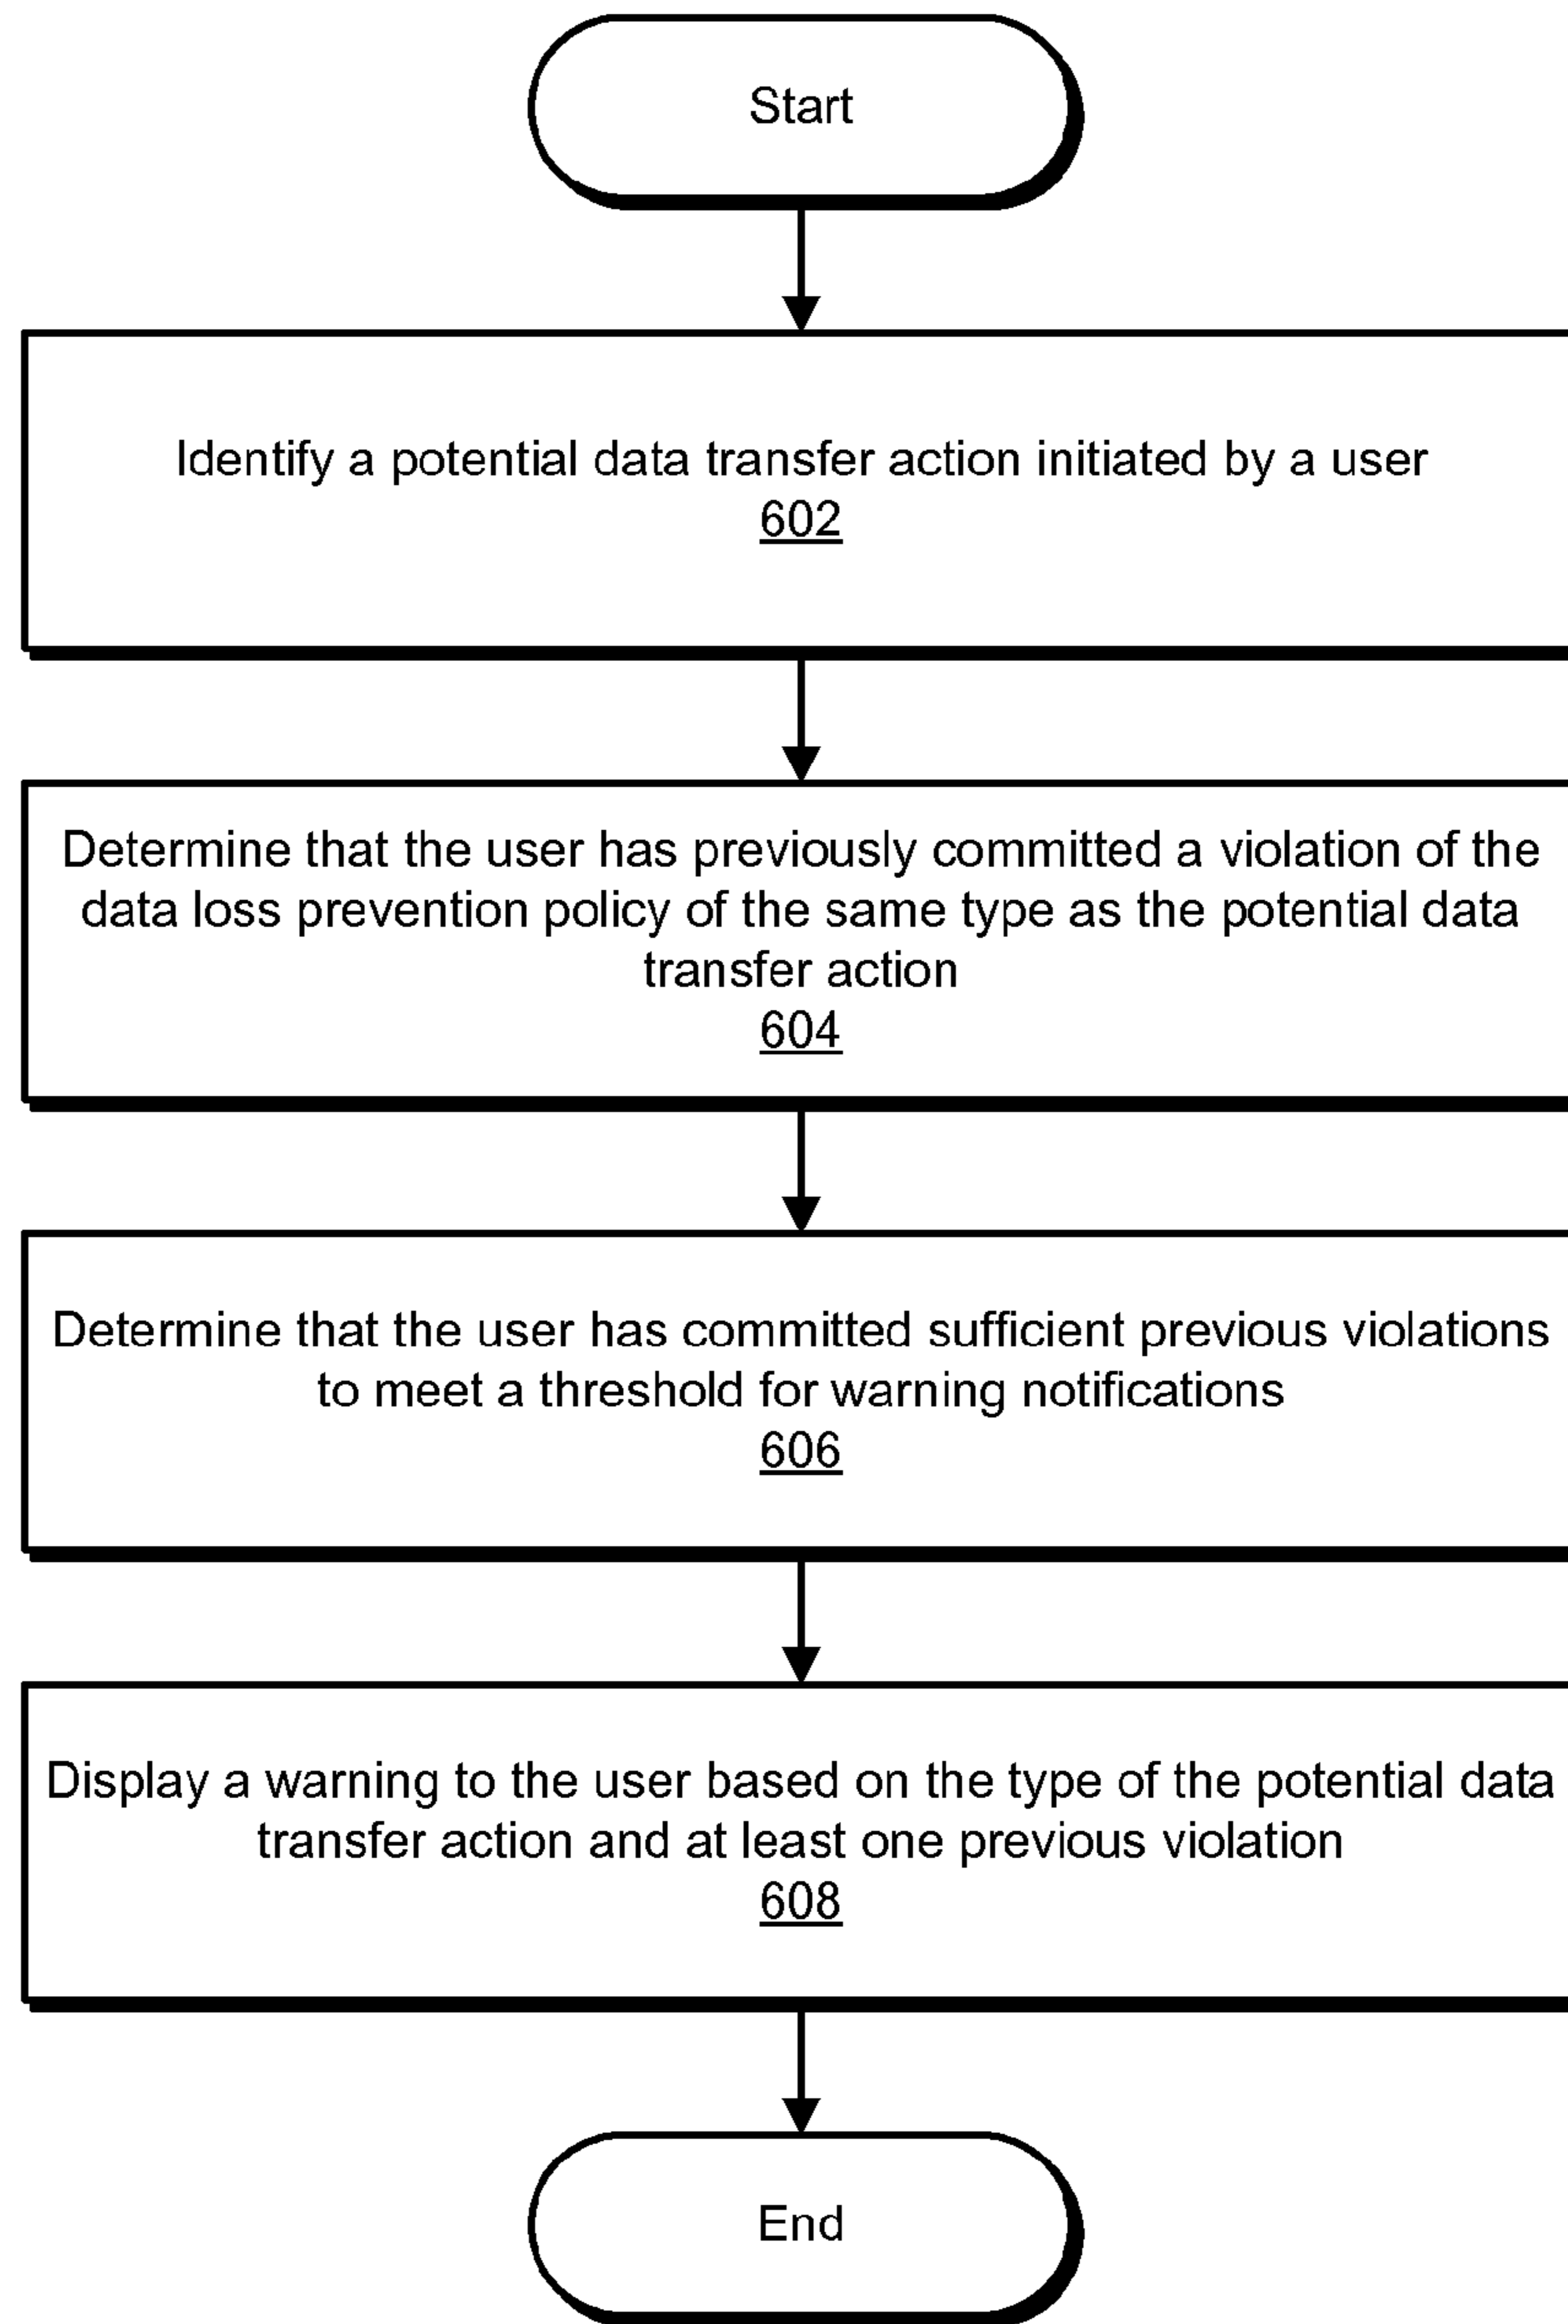 Start
Identify a potential data transfer action initiated by a user
602
Determine that the user has previously committed a violation of the
data loss prevention policy of the same type as the potential data
transfer action
604
Determine that the user has committed sufficient previous violations
to meet a threshold for warning notifications
606
Display a warning to the user based on the type of the potential data
transfer action and at least one previous violation
608
End